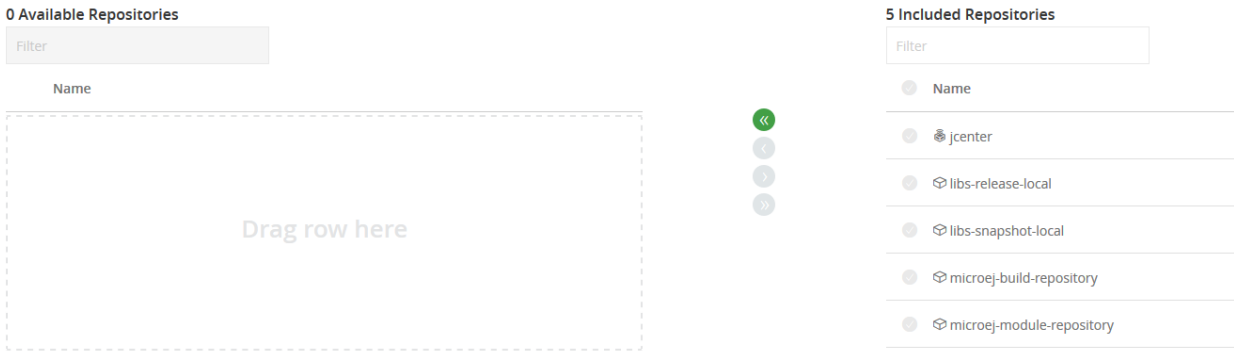 0 Available Repositories
Filter
Name
Drag row here
5 Included Repositories
Filter
Name
jcenter
libs-release-local
libs-snapshot-local
microej-build-repository
microej-module-repository